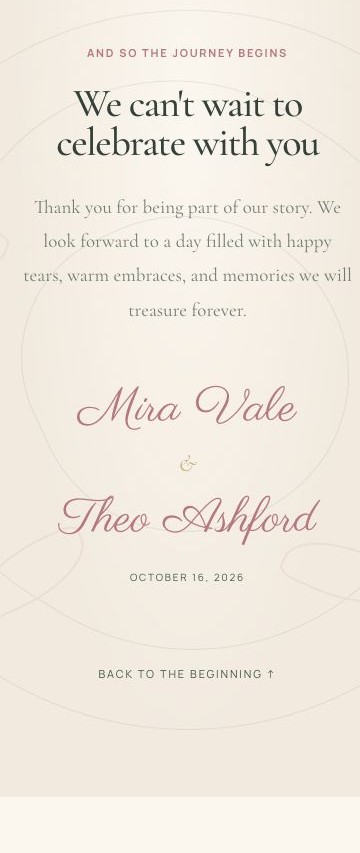 AND SO THE JOURNEY BEGINS
We can't wait to
celebrate with you
Thank you for being part of our story. We
look forward to a day filled with happy
tears, warm embraces, and memories we will
treasure forever.
Mira Vale
&
Theo Ashford
OCTOBER 16, 2026
BACK TO THE BEGINNING ↑